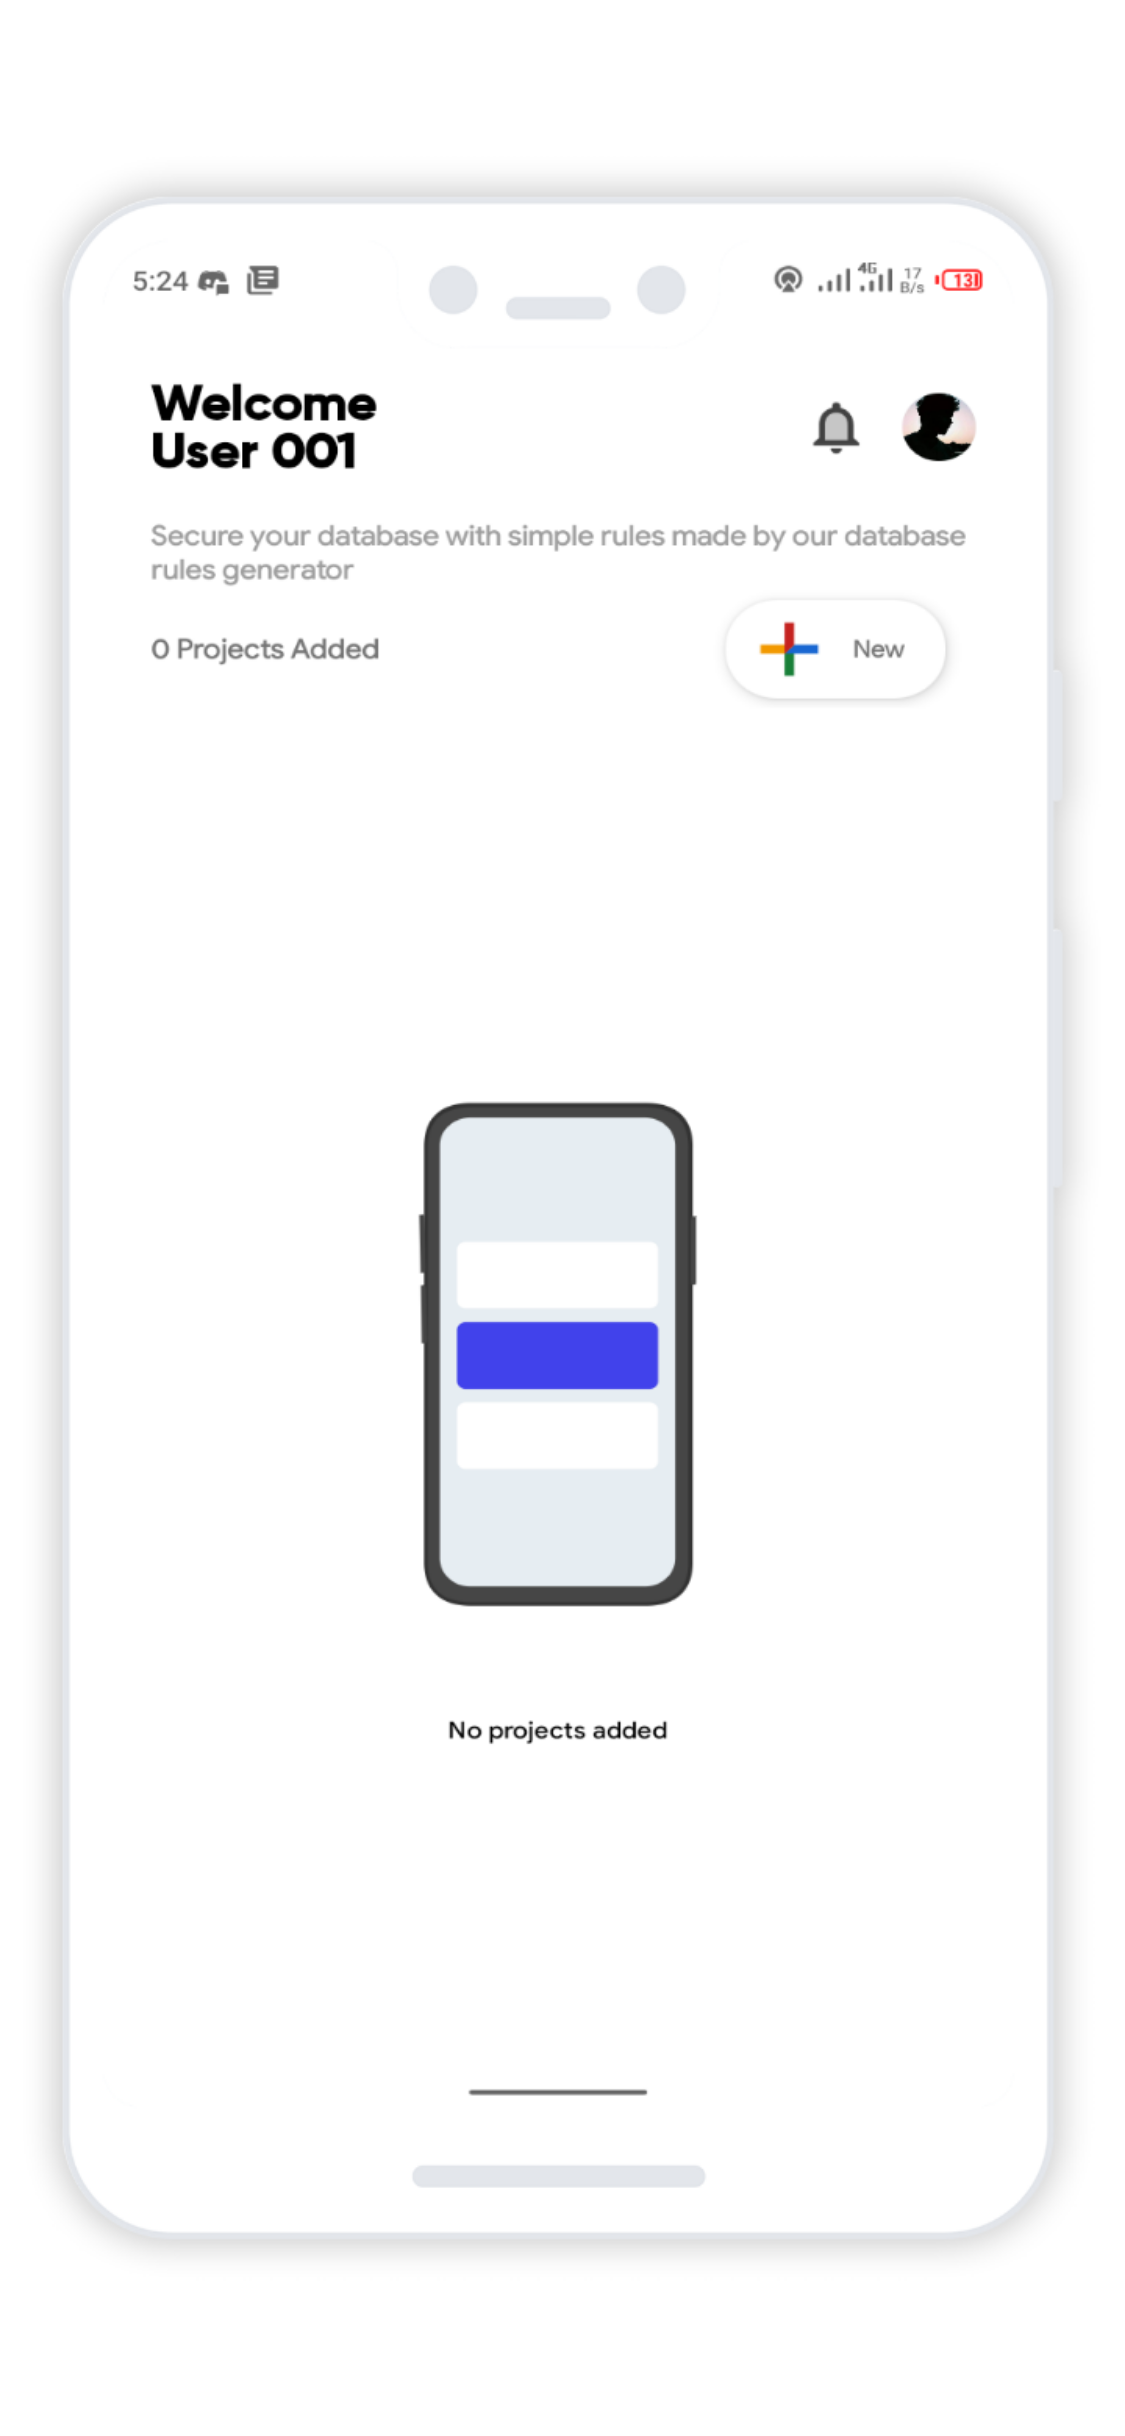 5:24 4G 17 B/s 13
Welcome
User 001
Secure your database with simple rules made by our database
rules generator
0 Projects Added
New
No projects added